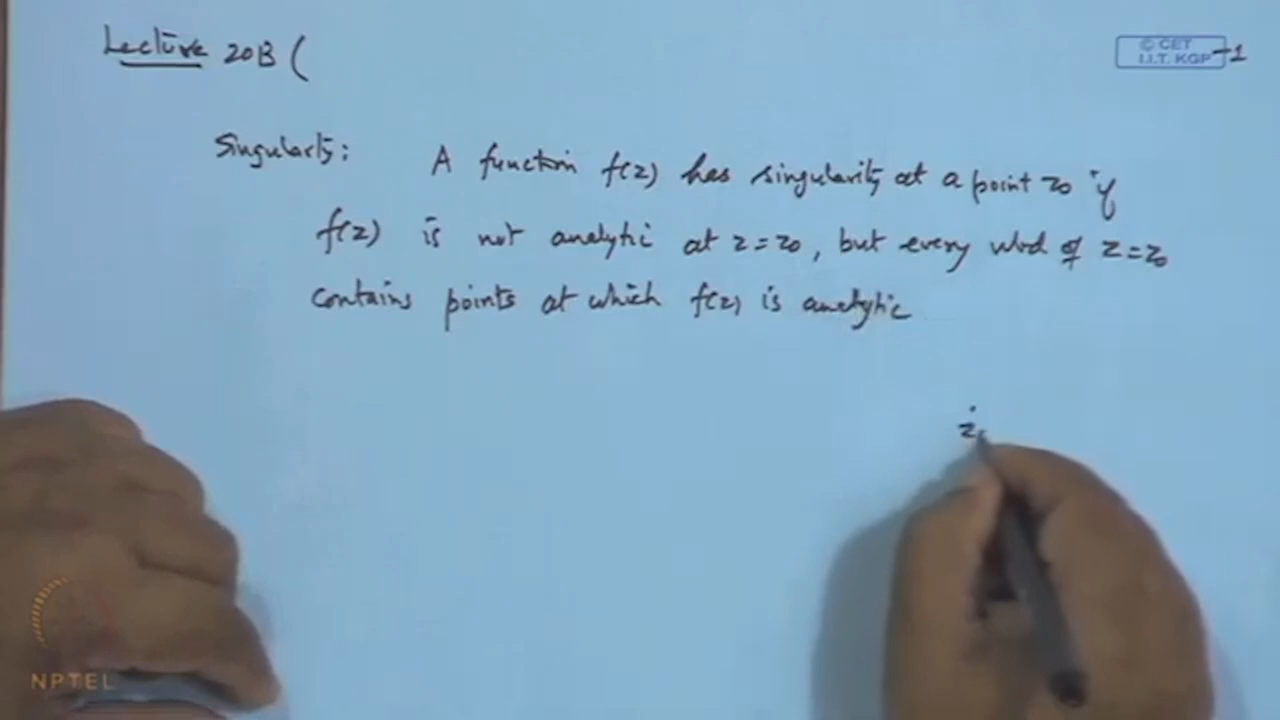 Lecture 20B (
© CET
I.I.T. KGP
-1
Singularity: A function f(z) has singularity at a point z0 if
f(z) is not analytic at z=z0, but every nbd of z=z0
contains points at which f(z) is analytic
z0
NPTEL